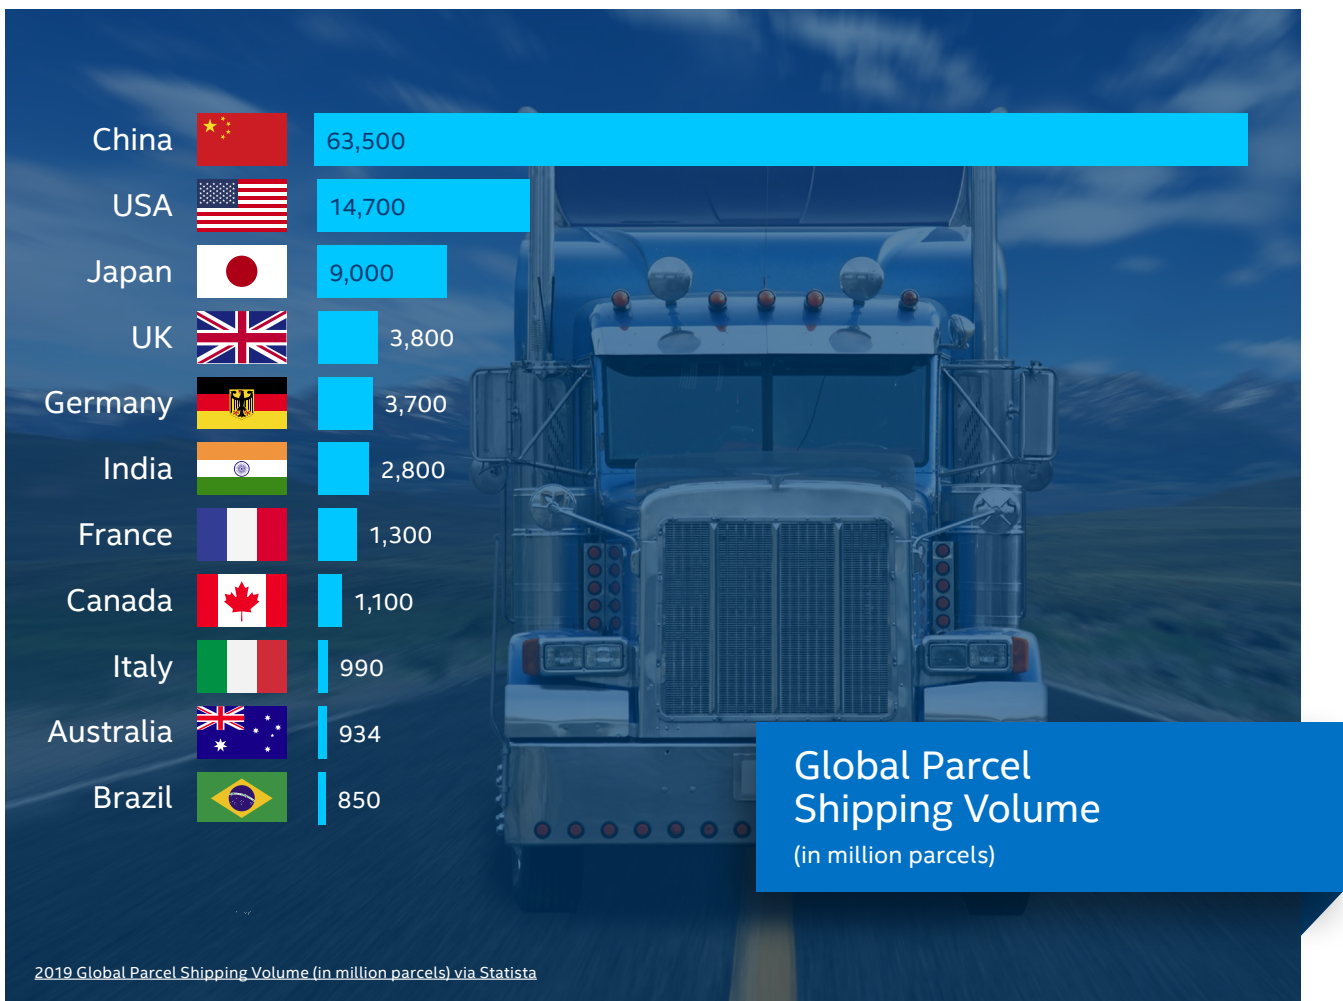 China 63,500
USA 14,700
Japan 9,000
UK 3,800
Germany 3,700
India 2,800
France 1,300
Canada 1,100
Italy 990
Australia 934
Brazil 850
Global Parcel
Shipping Volume
(in million parcels)
2019 Global Parcel Shipping Volume (in million parcels) via Statista